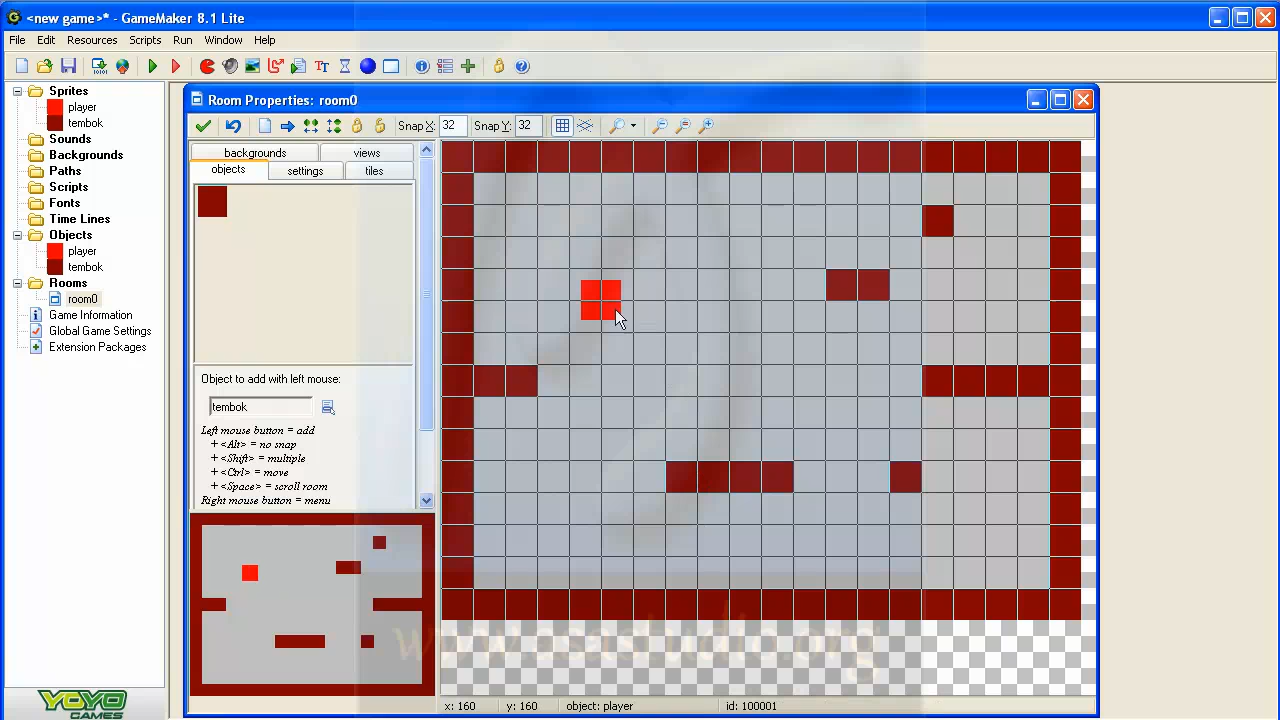 <new game>* - GameMaker 8.1 Lite
File Edit Resources Scripts Run Window Help
Sprites
player
tembok
Sounds
Backgrounds
Paths
Scripts
Fonts
Time Lines
Objects
player
tembok
Rooms
room0
Game Information
Global Game Settings
Extension Packages
YOYO
GAMES
Room Properties: room0
Snap X: 32 Snap Y: 32
backgrounds views
objects settings tiles
Object to add with left mouse:
tembok
Left mouse button = add
+ <Alt> = no snap
+ <Shift> = multiple
+ <Ctrl> = move
+ <Space> = scroll room
Right mouse button = menu
www.asastudio.org
x: 160 y: 160 object: player id: 100001